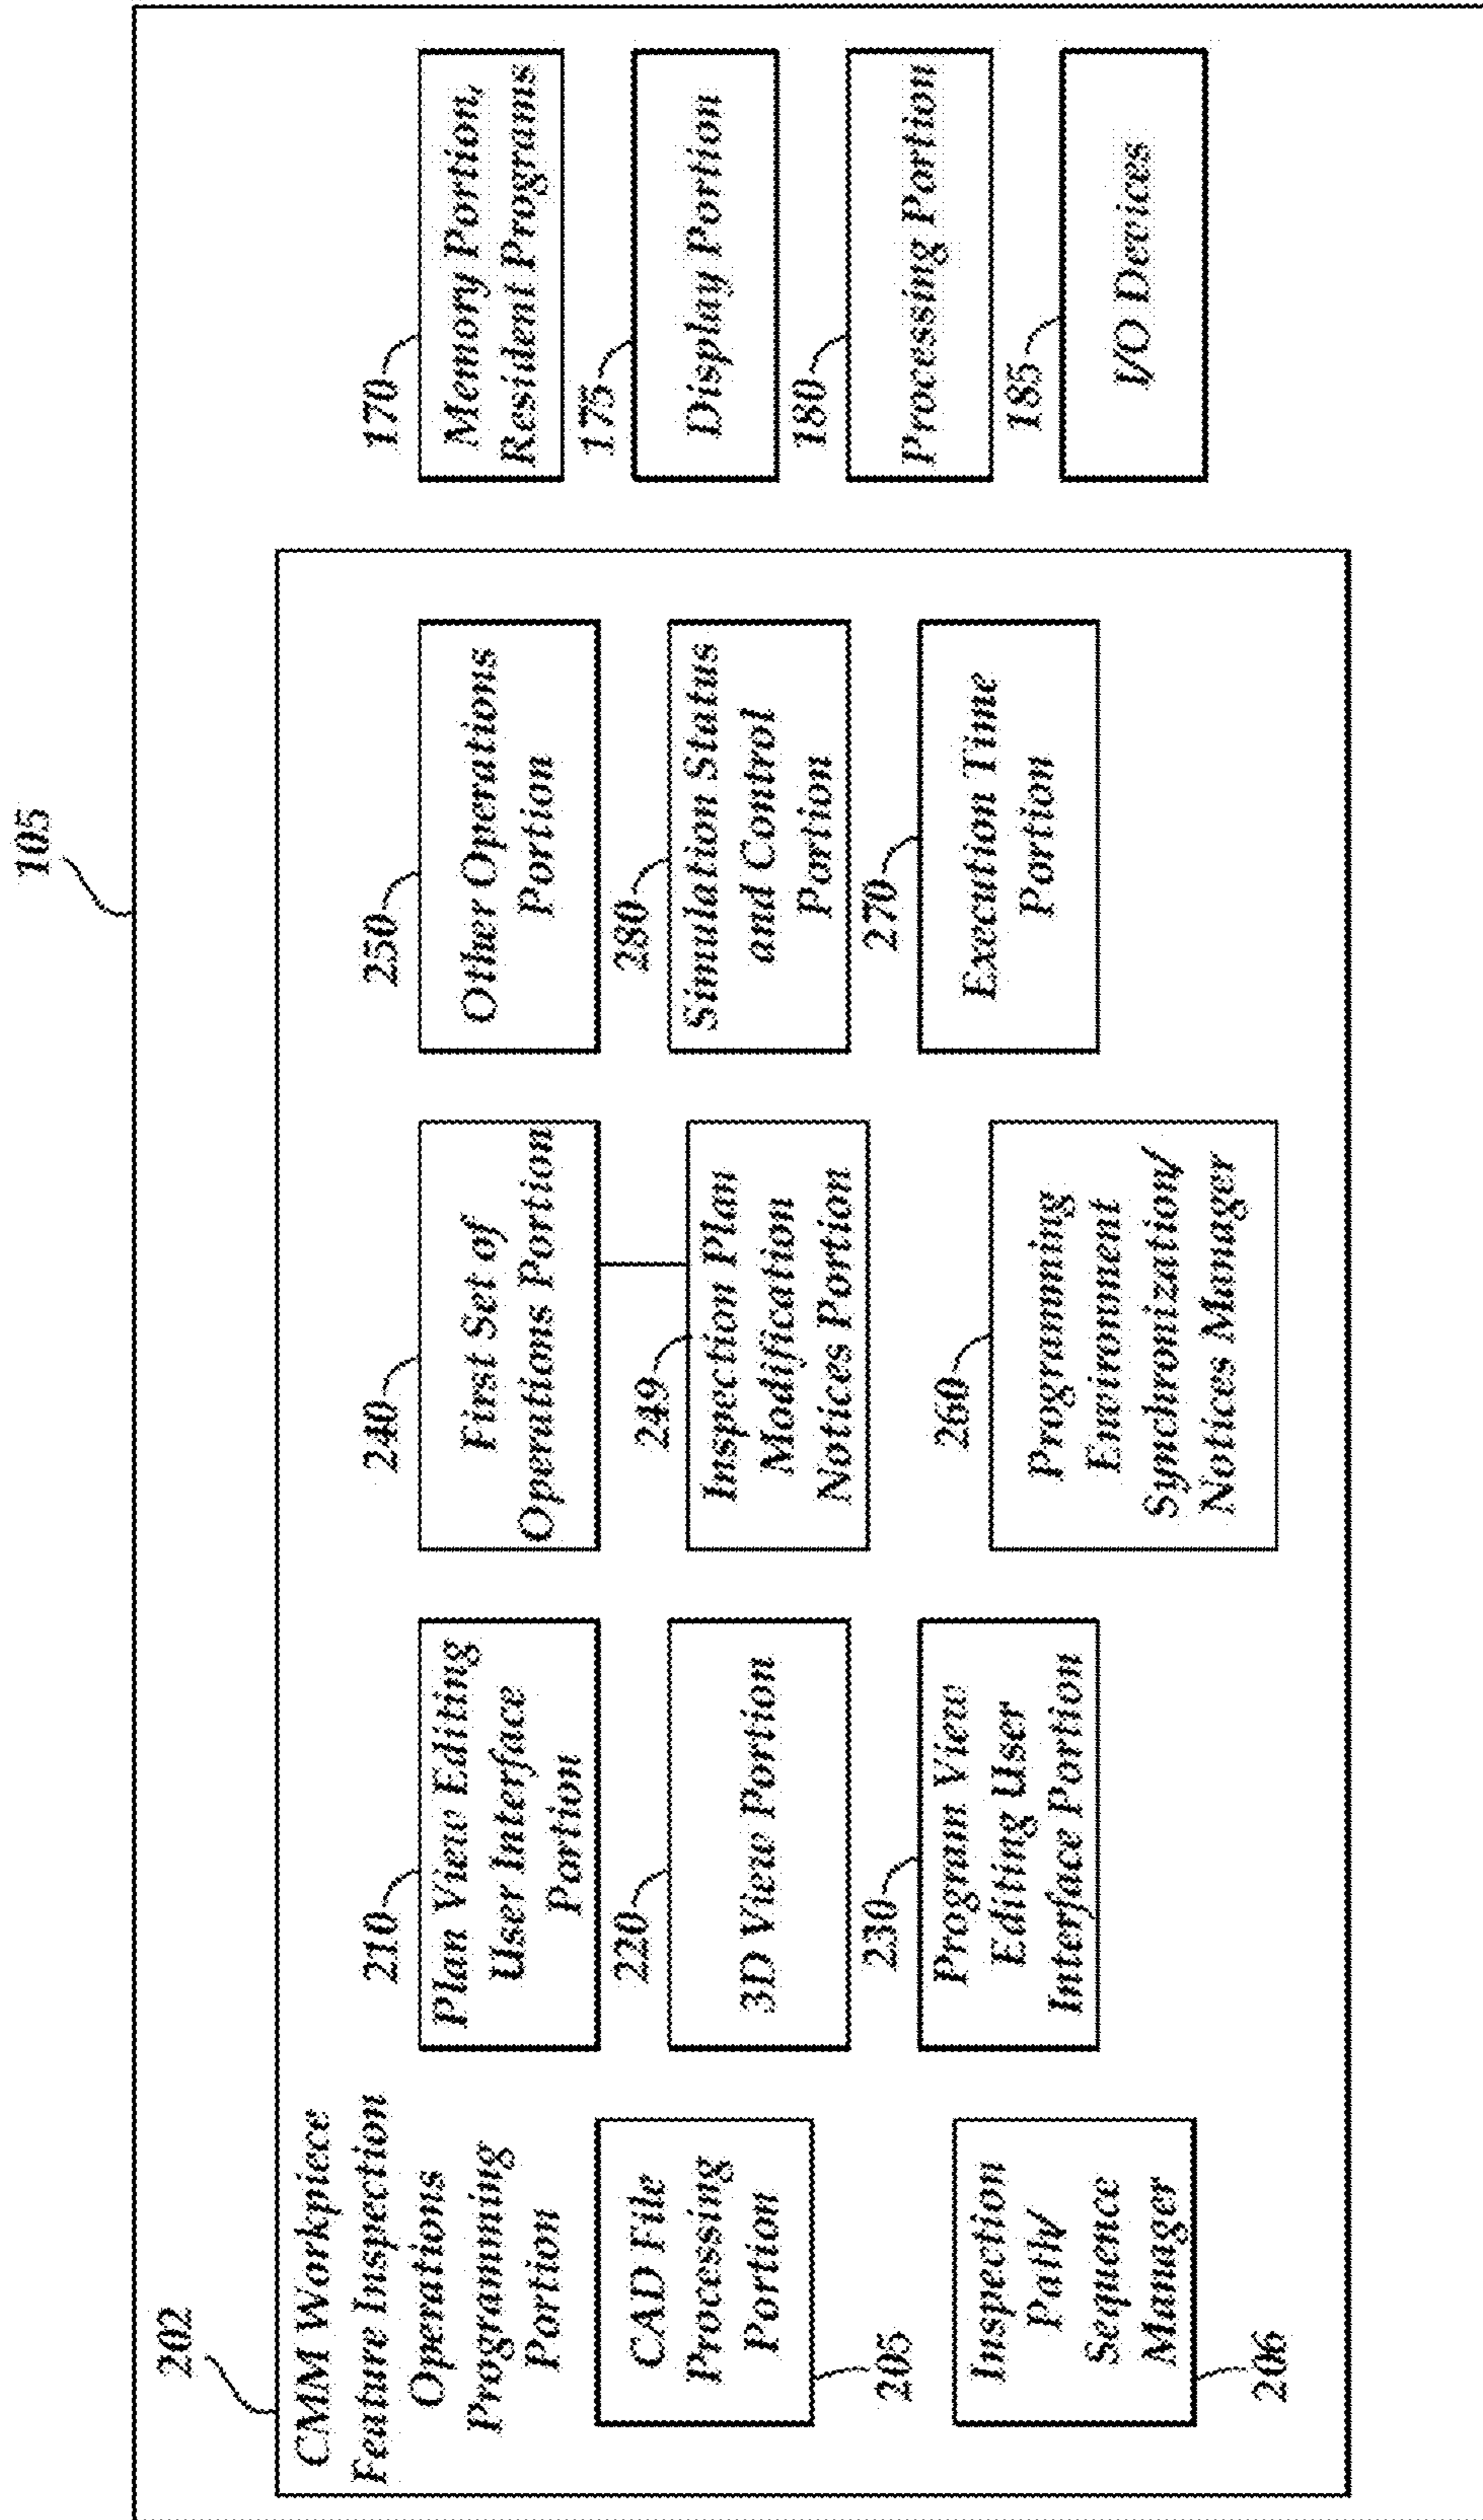 105
202
CMM Workpiece
Feature Inspection
Operations
Programming
Portion
CAD File
Processing
Portion
205
Inspection
Path/
Sequence
Manager
206
210
Plan View Editing
User Interface
Portion
220
3D View Portion
230
Program View
Editing User
Interface Portion
240
First Set of
Operations Portion
249
Inspection Plan
Modification
Notices Portion
260
Programming
Environment
Synchronization/
Notices Manager
250
Other Operations
Portion
280
Simulation Status
and Control
Portion
270
Execution Time
Portion
170
Memory Portion,
Resident Programs
175
Display Portion
180
Processing Portion
185
I/O Devices